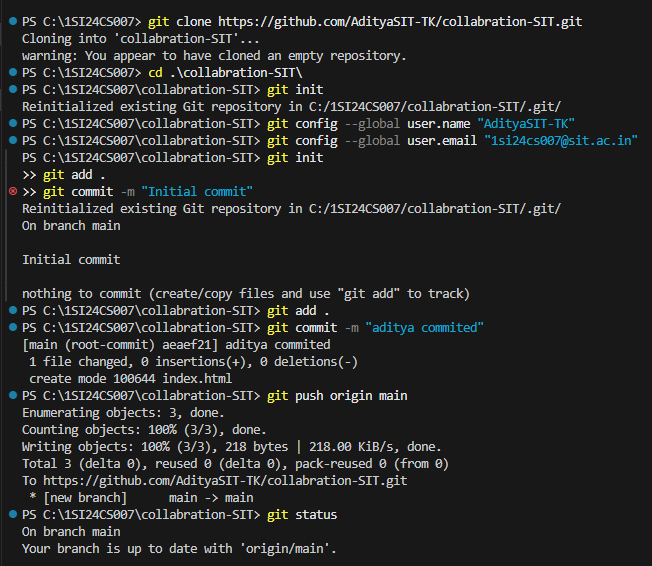 PS C:\1SI24CS007> git clone https://github.com/AdityaSIT-TK/collabration-SIT.git
Cloning into 'collabration-SIT'...
warning: You appear to have cloned an empty repository.
PS C:\1SI24CS007> cd .\collabration-SIT\
PS C:\1SI24CS007\collabration-SIT> git init
Reinitialized existing Git repository in C:/1SI24CS007/collabration-SIT/.git/
PS C:\1SI24CS007\collabration-SIT> git config --global user.name "AdityaSIT-TK"
PS C:\1SI24CS007\collabration-SIT> git config --global user.email "1si24cs007@sit.ac.in"
PS C:\1SI24CS007\collabration-SIT> git init
>> git add .
>> git commit -m "Initial commit"
Reinitialized existing Git repository in C:/1SI24CS007/collabration-SIT/.git/
On branch main

Initial commit

nothing to commit (create/copy files and use "git add" to track)
PS C:\1SI24CS007\collabration-SIT> git add .
PS C:\1SI24CS007\collabration-SIT> git commit -m "aditya commited"
[main (root-commit) aeaef21] aditya commited
 1 file changed, 0 insertions(+), 0 deletions(-)
 create mode 100644 index.html
PS C:\1SI24CS007\collabration-SIT> git push origin main
Enumerating objects: 3, done.
Counting objects: 100% (3/3), done.
Writing objects: 100% (3/3), 218 bytes | 218.00 KiB/s, done.
Total 3 (delta 0), reused 0 (delta 0), pack-reused 0 (from 0)
To https://github.com/AdityaSIT-TK/collabration-SIT.git
 * [new branch]      main -> main
PS C:\1SI24CS007\collabration-SIT> git status
On branch main
Your branch is up to date with 'origin/main'.